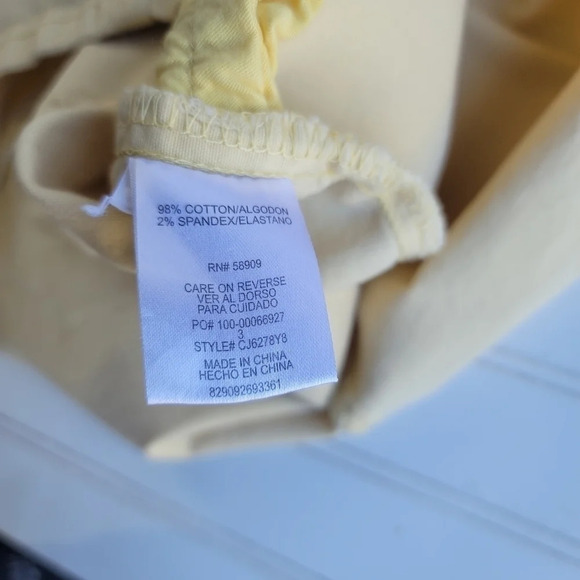 98% COTTON/ALGODON
2% SPANDEX/ELASTANO
RN# 58909
CARE ON REVERSE
VER AL DORSO
PARA CUIDADO
PO# 100-00066927
3
STYLE# CJ6278Y8
MADE IN CHINA
HECHO EN CHINA
829092693361